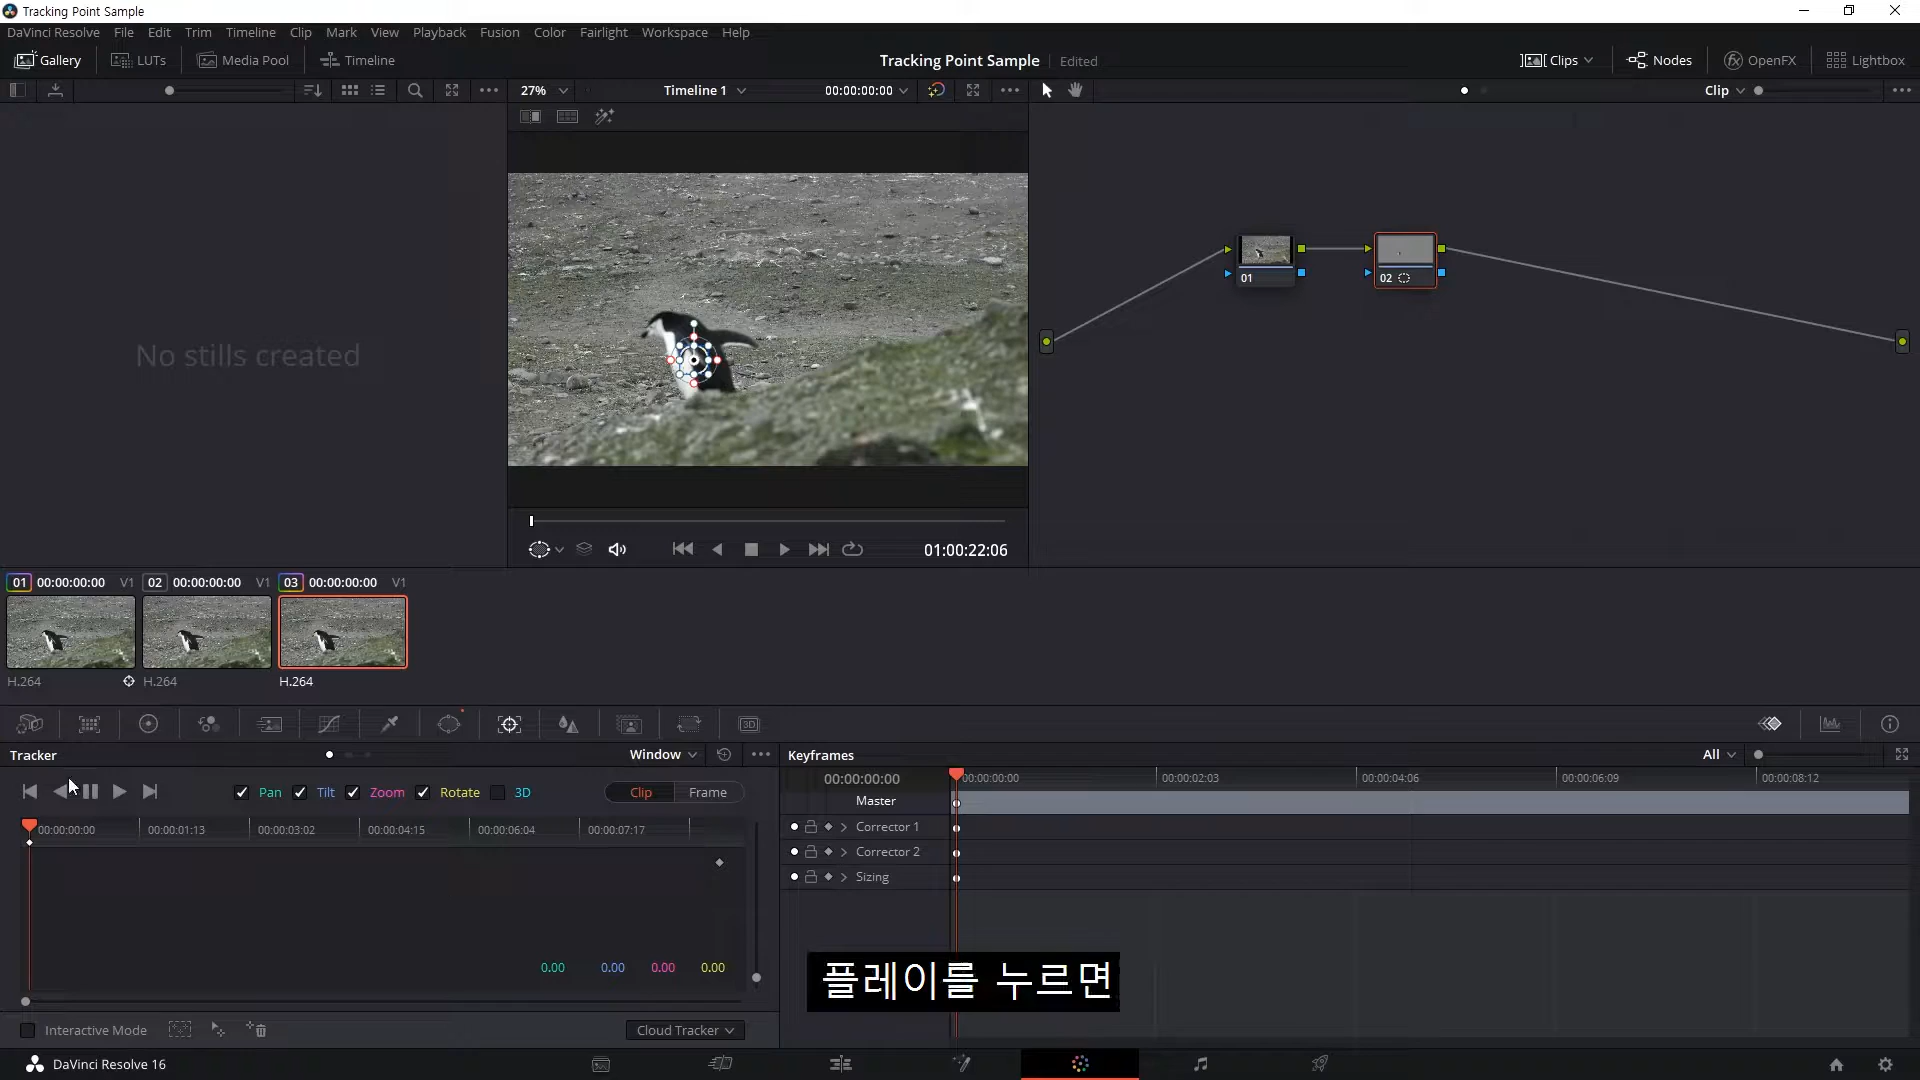 Tracking Point Sample
DaVinci Resolve File Edit Trim Timeline Clip Mark View Playback Fusion Color Fairlight Workspace Help
Gallery LUTs Media Pool Timeline Tracking Point Sample Edited Clips Nodes OpenFX Lightbox
27% Timeline 1 00:00:00:00 Clip
No stills created
01
02
01:00:22:06
01 00:00:00:00 V1 02 00:00:00:00 V1 03 00:00:00:00 V1
H.264 H.264 H.264
3D
Tracker Window Keyframes All
Pan Tilt Zoom Rotate 3D Clip Frame
00:00:00:00 00:00:01:13 00:00:03:02 00:00:04:15 00:00:06:04 00:00:07:17
0.00 0.00 0.00 0.00
Interactive Mode Cloud Tracker
00:00:00:00 00:00:00:00 00:00:02:03 00:00:04:06 00:00:06:09 00:00:08:12
Master
Corrector 1
Corrector 2
Sizing
플레이를 누르면
DaVinci Resolve 16